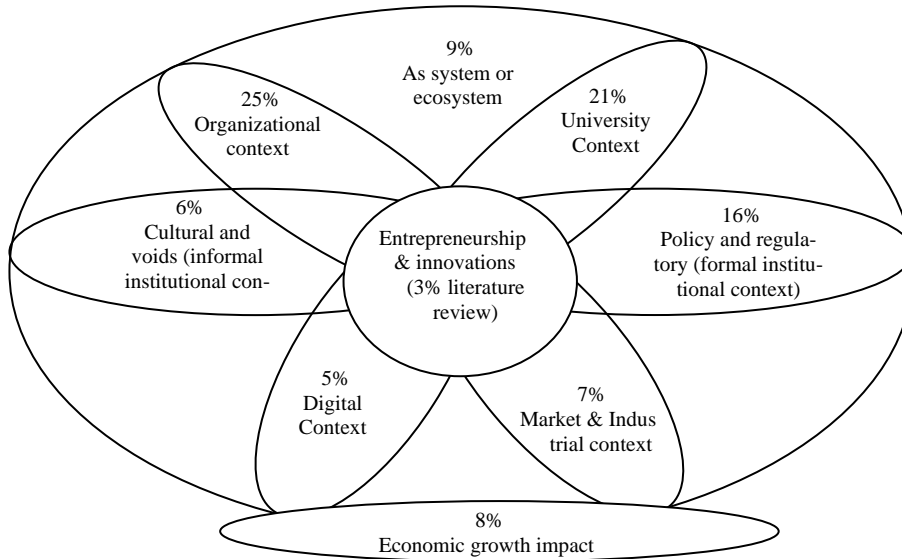 9%
As system or
ecosystem
25%
Organizational
context
21%
University
Context
6%
Cultural and
voids (informal
institutional con-
Entrepreneurship
& innovations
(3% literature
review)
16%
Policy and regula-
tory (formal institu-
tional context)
5%
Digital
Context
7%
Market & Indus
trial context
8%
Economic growth impact